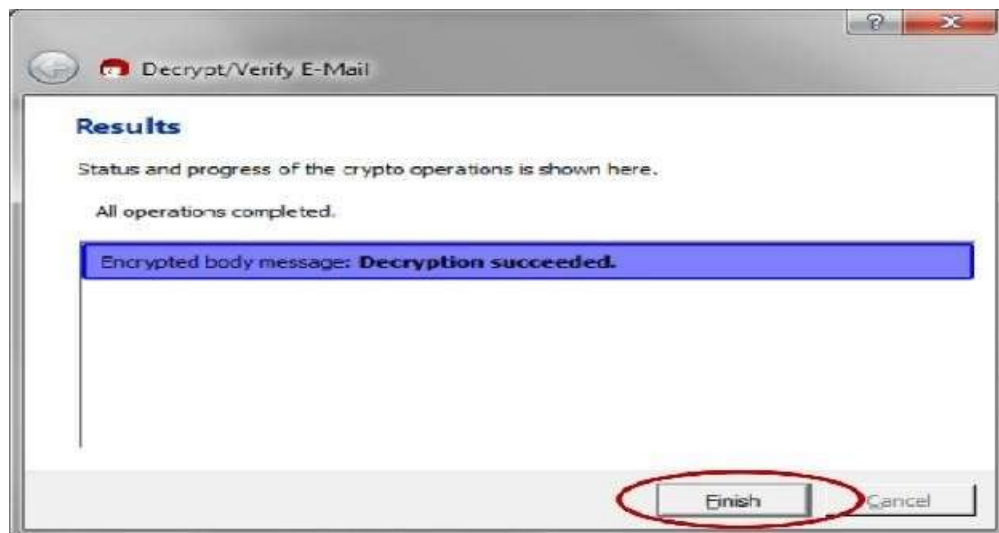 Decrypt/Verify E-Mail
Results
Status and progress of the crypto operations is shown here.
All operations completed.
Encrypted body message: Decryption succeeded.
Finish
Cancel